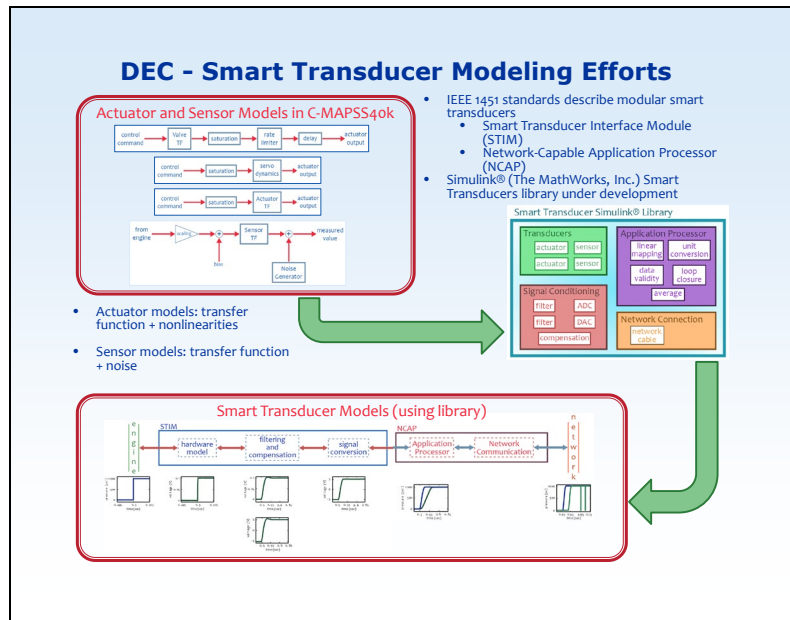 DEC - Smart Transducer Modeling Efforts
Actuator and Sensor Models in C-MAPSS40k
control command
Valve TF
saturation
rate limiter
delay
actuator output
control command
saturation
servo dynamics
actuator output
control command
saturation
Actuator TF
actuator output
from engine
scaling
Sensor TF
measured value
bias
Noise Generator
• Actuator models: transfer
function + nonlinearities
• Sensor models: transfer function
+ noise
• IEEE 1451 standards describe modular smart
transducers
• Smart Transducer Interface Module
(STIM)
• Network-Capable Application Processor
(NCAP)
• Simulink® (The MathWorks, Inc.) Smart
Transducers library under development
Smart Transducer Simulink® Library
Transducers
actuator
sensor
actuator
sensor
Application Processor
linear mapping
unit conversion
data validity
loop closure
average
Signal Conditioning
filter
ADC
filter
DAC
compensation
Network Connection
network cable
Smart Transducer Models (using library)
engine
STIM
hardware model
filtering and compensation
signal conversion
NCAP
Application Processor
Network Communication
network